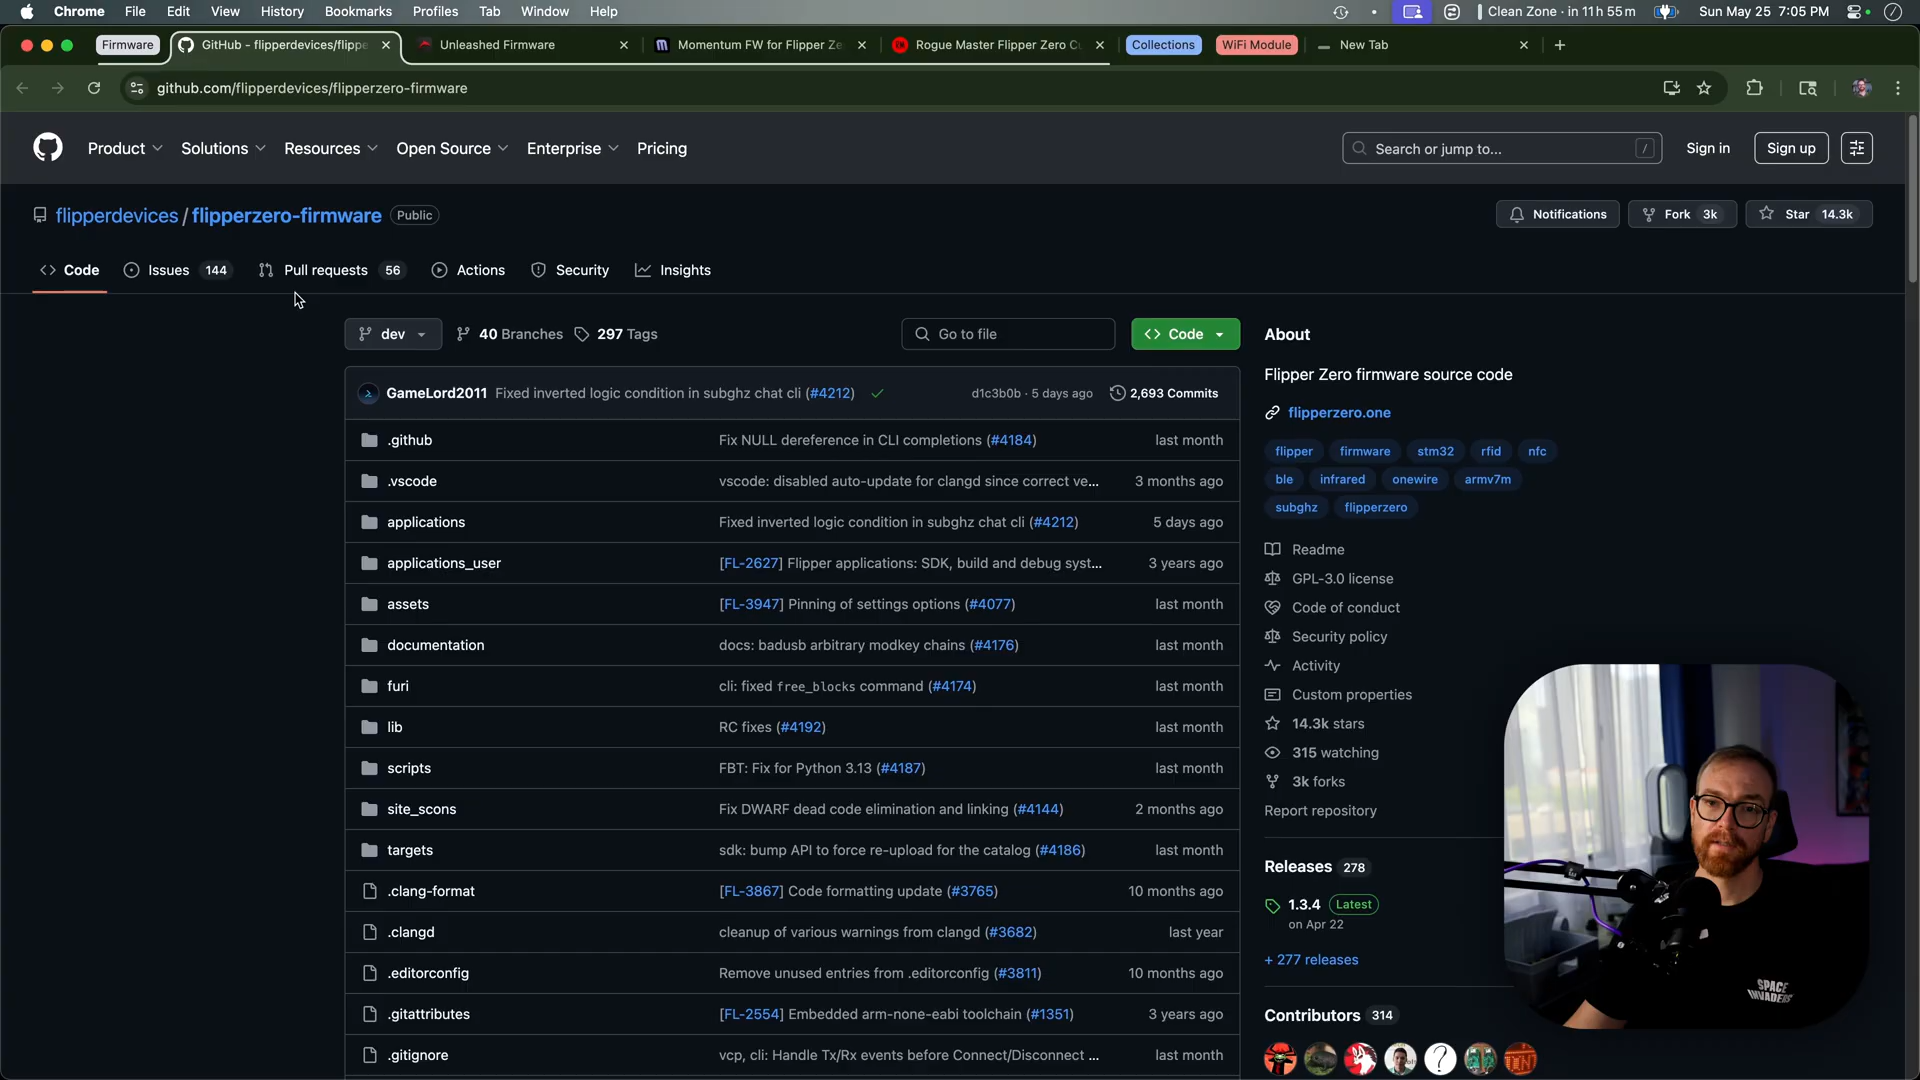 Chrome File Edit View History Bookmarks Profiles Tab Window Help Clean Zone · in 11h 55m Sun May 25 7:05 PM
Firmware GitHub - flipperdevices/flippe Unleashed Firmware Momentum FW for Flipper Ze Rogue Master Flipper Zero Cu Collections WiFi Module New Tab
github.com/flipperdevices/flipperzero-firmware
Product Solutions Resources Open Source Enterprise Pricing Search or jump to... / Sign in Sign up
flipperdevices / flipperzero-firmware Public Notifications Fork 3k Star 14.3k
Code Issues 144 Pull requests 56 Actions Security Insights
dev 40 Branches 297 Tags Go to file Code
GameLord2011 Fixed inverted logic condition in subghz chat cli (#4212) d1c3b0b · 5 days ago 2,693 Commits
.github Fix NULL dereference in CLI completions (#4184) last month
.vscode vscode: disabled auto-update for clangd since correct ve... 3 months ago
applications Fixed inverted logic condition in subghz chat cli (#4212) 5 days ago
applications_user [FL-2627] Flipper applications: SDK, build and debug syst... 3 years ago
assets [FL-3947] Pinning of settings options (#4077) last month
documentation docs: badusb arbitrary modkey chains (#4176) last month
furi cli: fixed free_blocks command (#4174) last month
lib RC fixes (#4192) last month
scripts FBT: Fix for Python 3.13 (#4187) last month
site_scons Fix DWARF dead code elimination and linking (#4144) 2 months ago
targets sdk: bump API to force re-upload for the catalog (#4186) last month
.clang-format [FL-3867] Code formatting update (#3765) 10 months ago
.clangd cleanup of various warnings from clangd (#3682) last year
.editorconfig Remove unused entries from .editorconfig (#3811) 10 months ago
.gitattributes [FL-2554] Embedded arm-none-eabi toolchain (#1351) 3 years ago
.gitignore vcp, cli: Handle Tx/Rx events before Connect/Disconnect ... last month
About
Flipper Zero firmware source code
flipperzero.one
flipper firmware stm32 rfid nfc
ble infrared onewire armv7m
subghz flipperzero
Readme
GPL-3.0 license
Code of conduct
Security policy
Activity
Custom properties
14.3k stars
315 watching
3k forks
Report repository
Releases 278
1.3.4 Latest
on Apr 22
+ 277 releases
Contributors 314
SPACE
INVADERS